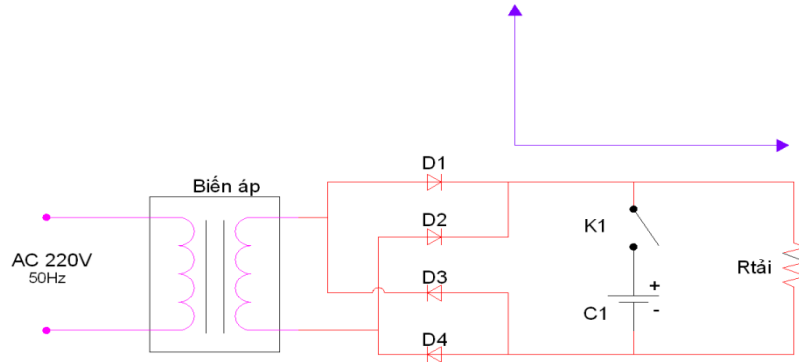 D1
Biến áp
D2
K1
AC 220V
50Hz
Rtải
D3
+
C1
-
D4